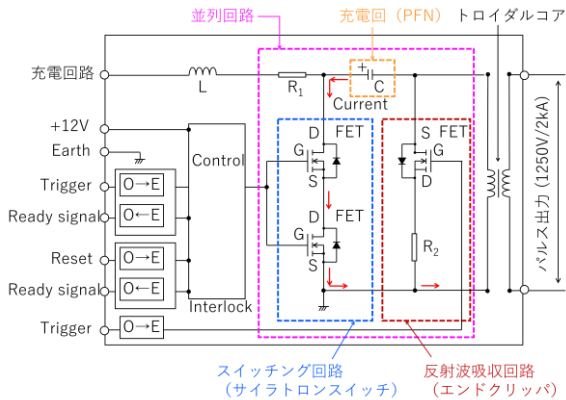 並列回路
充電回（PFN）
トロイダルコア
充電回路
L
R1
+
C
Current
+12V
Earth
Control
D FET
G
S
S FET
G
D
Trigger
O→E
Ready signal
O←E
D FET
G
S
R2
Reset
O→E
Ready signal
O←E
Interlock
Trigger
O→E
パルス出力 (1250V/2kA)
スイッチング回路
（サイラトロンスイッチ）
反射波吸収回路
（エンドクリッパ）